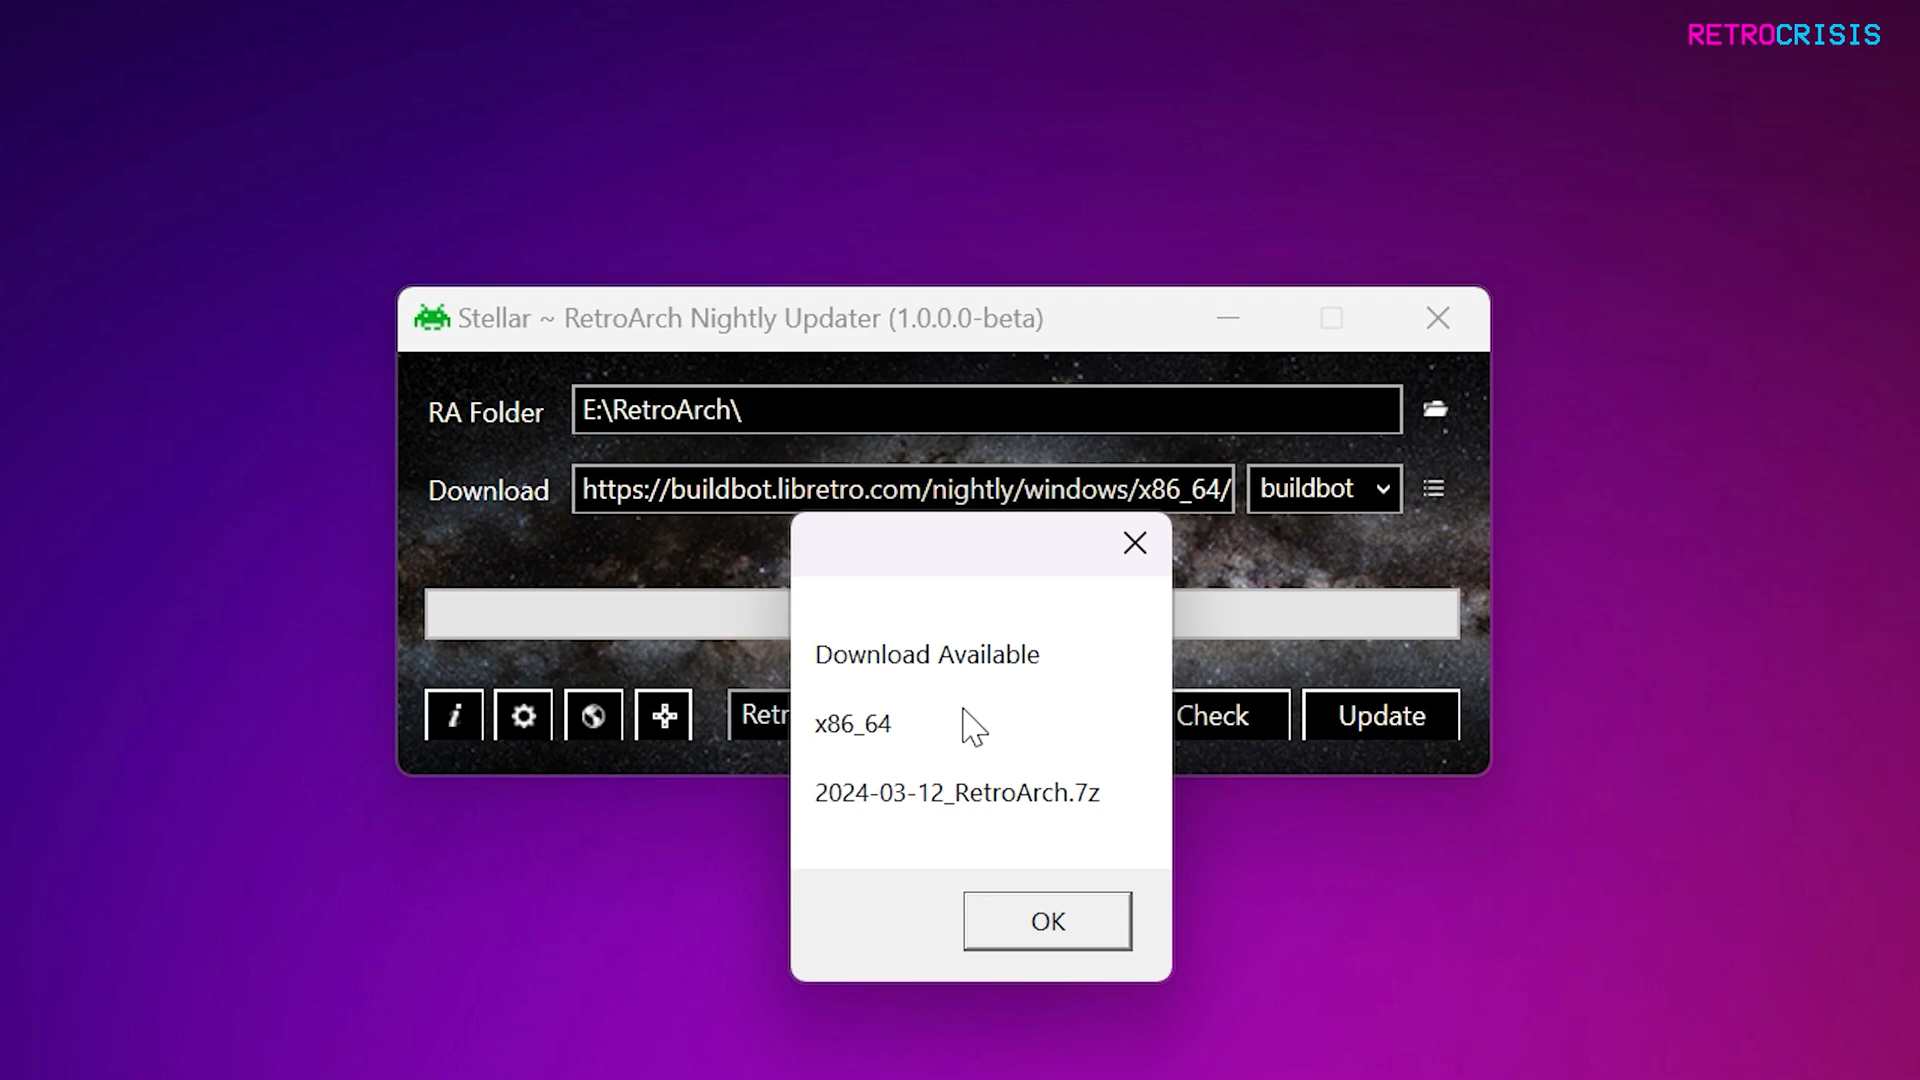 RETROCRISIS
Stellar ~ RetroArch Nightly Updater (1.0.0.0-beta)
RA Folder E:\RetroArch\
Download https://buildbot.libretro.com/nightly/windows/x86_64/ buildbot
Download Available
x86_64
2024-03-12_RetroArch.7z
i Retr Check Update
OK